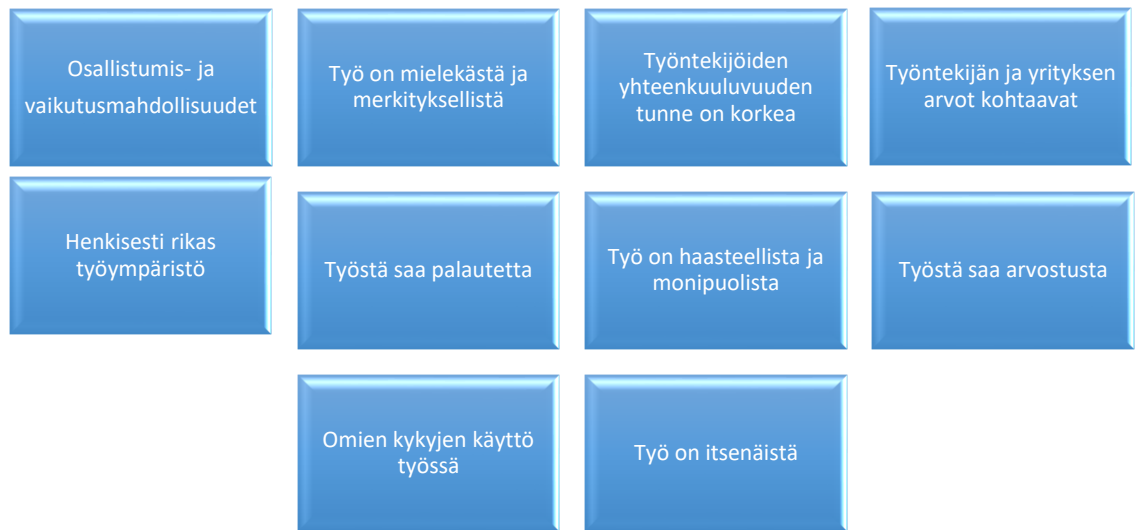 Osallistumis- ja
vaikutusmahdollisuudet
Työ on mielekästä ja
merkityksellistä
Työntekijöiden
yhteenkuuluvuuden
tunne on korkea
Työntekijän ja yrityksen
arvot kohtaavat
Henkisesti rikas
työympäristö
Työstä saa palautetta
Työ on haasteellista ja
monipuolista
Työstä saa arvostusta
Omien kykyjen käyttö
työssä
Työ on itsenäistä